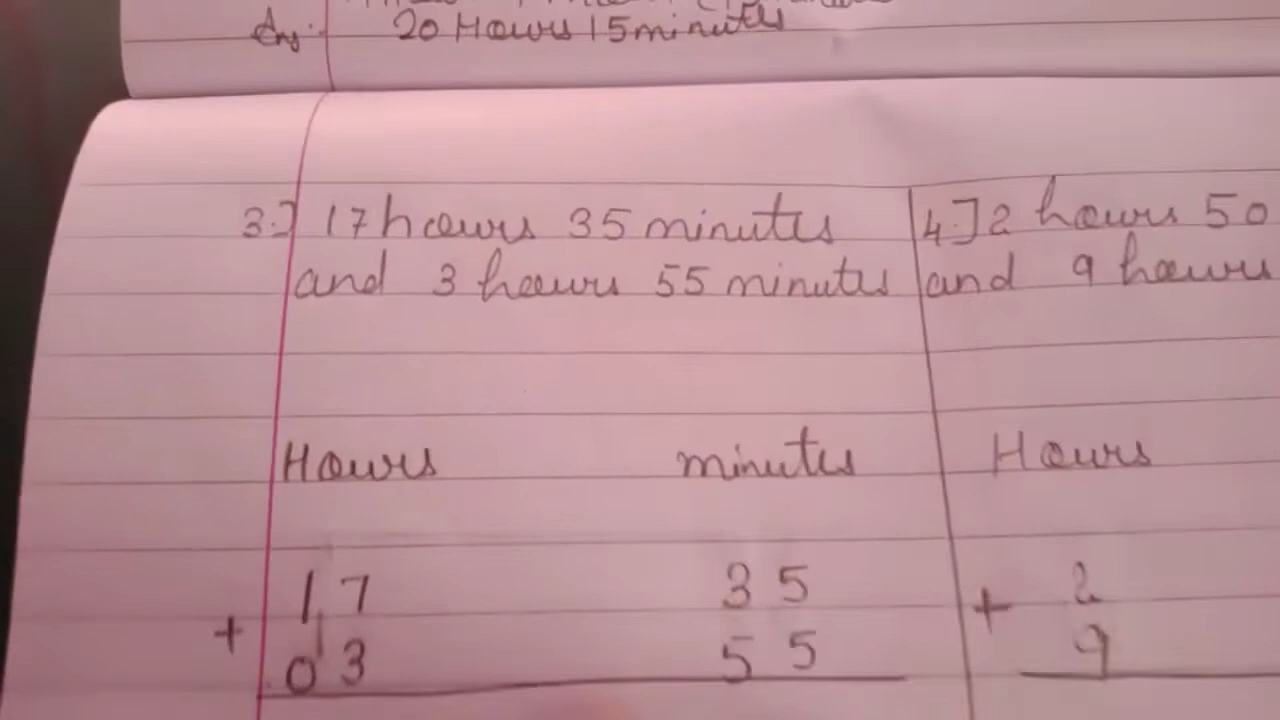 Ans: 20 Hours 15 minutes
3.] 17 hours 35 minutes
and 3 hours 55 minutes
Hours minutes
17 35
+ 03 55
4.] 2 hours 50
and 9 hours
Hours
+ 2
9